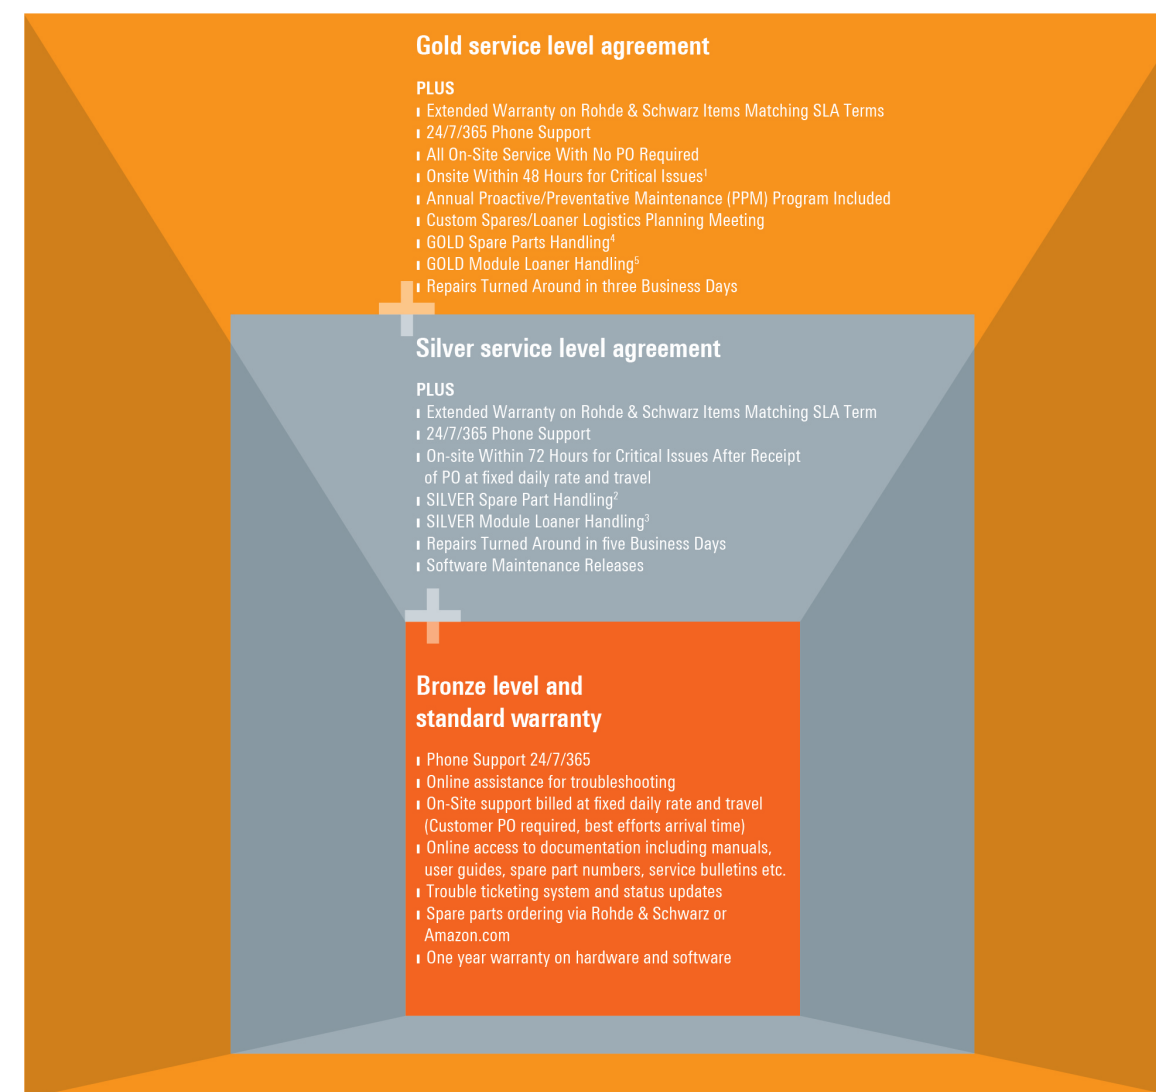 Gold service level agreement
PLUS
ı Extended Warranty on Rohde & Schwarz Items Matching SLA Terms
ı 24/7/365 Phone Support
ı All On-Site Service With No PO Required
ı Onsite Within 48 Hours for Critical Issues¹
ı Annual Proactive/Preventative Maintenance (PPM) Program Included
ı Custom Spares/Loaner Logistics Planning Meeting
ı GOLD Spare Parts Handling⁴
ı GOLD Module Loaner Handling⁵
ı Repairs Turned Around in three Business Days
Silver service level agreement
PLUS
ı Extended Warranty on Rohde & Schwarz Items Matching SLA Term
ı 24/7/365 Phone Support
ı On-site Within 72 Hours for Critical Issues After Receipt
of PO at fixed daily rate and travel
ı SILVER Spare Part Handling²
ı SILVER Module Loaner Handling³
ı Repairs Turned Around in five Business Days
ı Software Maintenance Releases
Bronze level and
standard warranty
ı Phone Support 24/7/365
ı Online assistance for troubleshooting
ı On-Site support billed at fixed daily rate and travel
(Customer PO required, best efforts arrival time)
ı Online access to documentation including manuals,
user guides, spare part numbers, service bulletins etc.
ı Trouble ticketing system and status updates
ı Spare parts ordering via Rohde & Schwarz or
Amazon.com
ı One year warranty on hardware and software